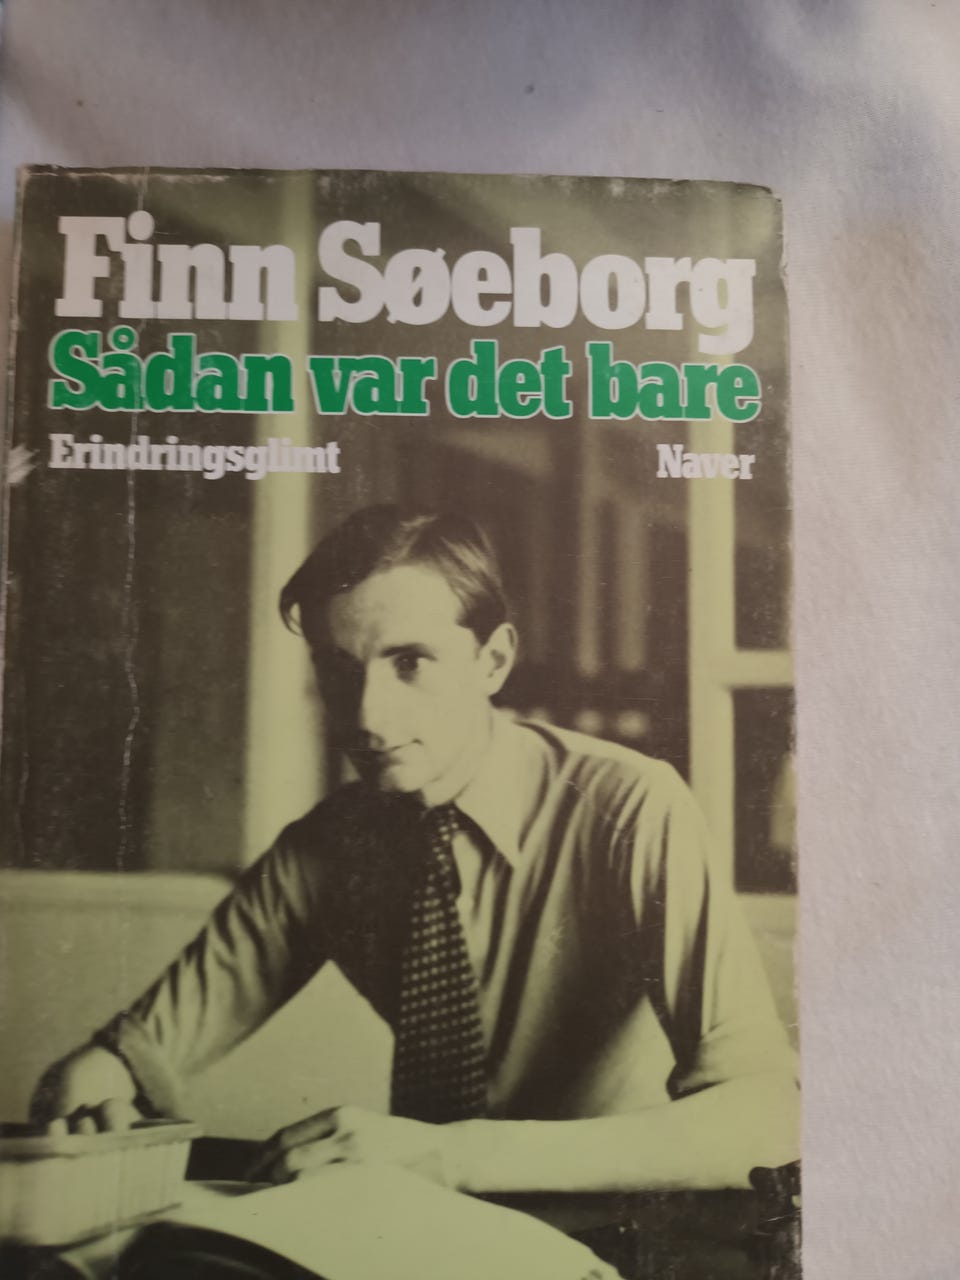 Finn Søeborg
Sådan var det bare
Erindringsglimt Naver